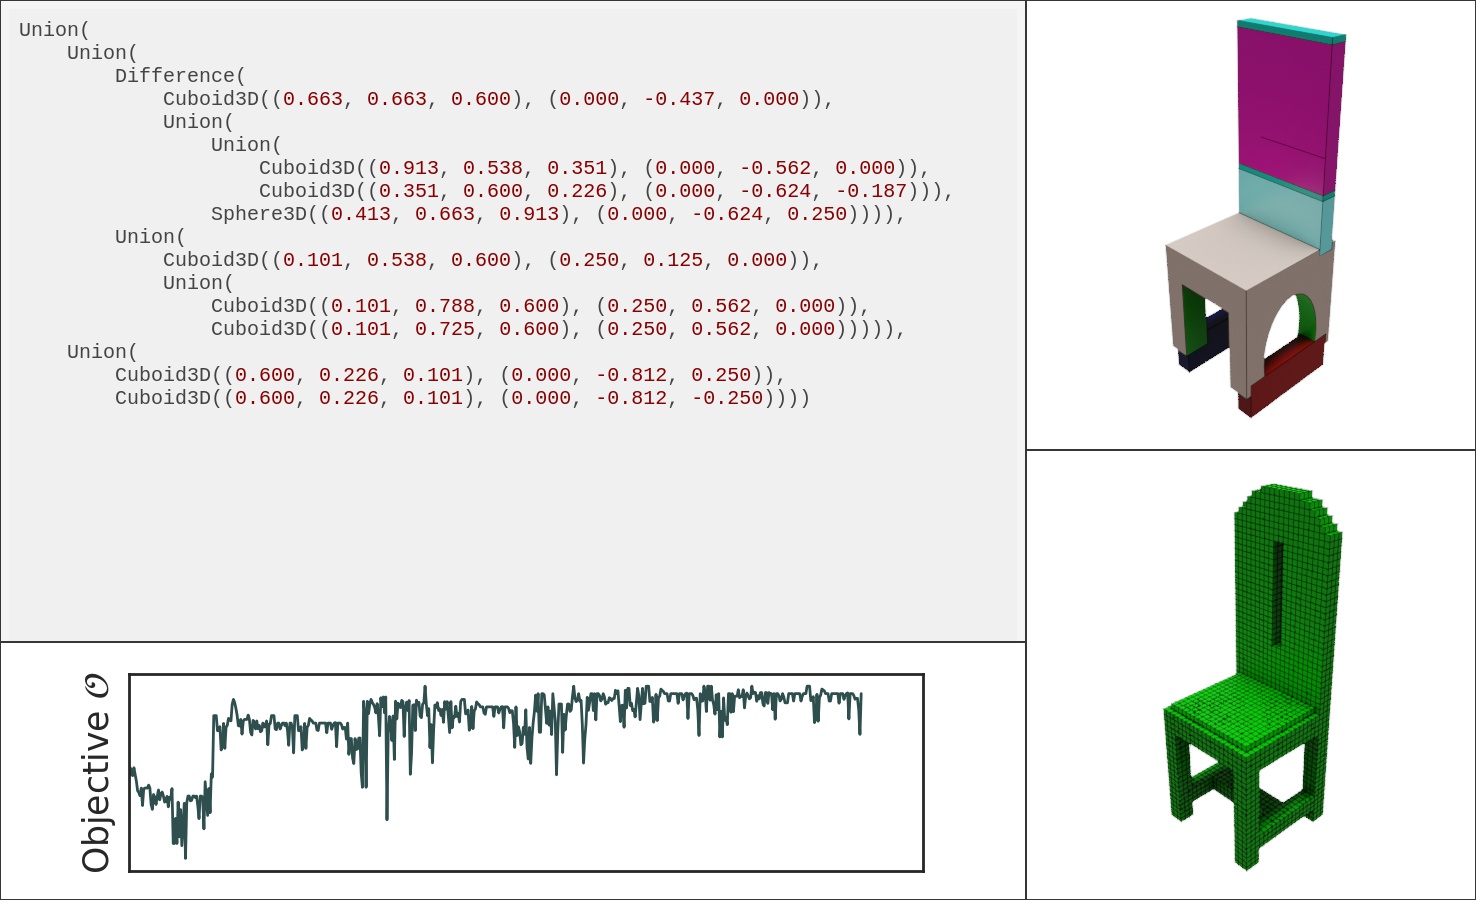 Union(
    Union(
        Difference(
            Cuboid3D((0.663, 0.663, 0.600), (0.000, -0.437, 0.000)),
            Union(
                Union(
                    Cuboid3D((0.913, 0.538, 0.351), (0.000, -0.562, 0.000)),
                    Cuboid3D((0.351, 0.600, 0.226), (0.000, -0.624, -0.187))),
                Sphere3D((0.413, 0.663, 0.913), (0.000, -0.624, 0.250)))),
        Union(
            Cuboid3D((0.101, 0.538, 0.600), (0.250, 0.125, 0.000)),
            Union(
                Cuboid3D((0.101, 0.788, 0.600), (0.250, 0.562, 0.000)),
                Cuboid3D((0.101, 0.725, 0.600), (0.250, 0.562, 0.000))))),
    Union(
        Cuboid3D((0.600, 0.226, 0.101), (0.000, -0.812, 0.250)),
        Cuboid3D((0.600, 0.226, 0.101), (0.000, -0.812, -0.250))))
Objective 𝒪